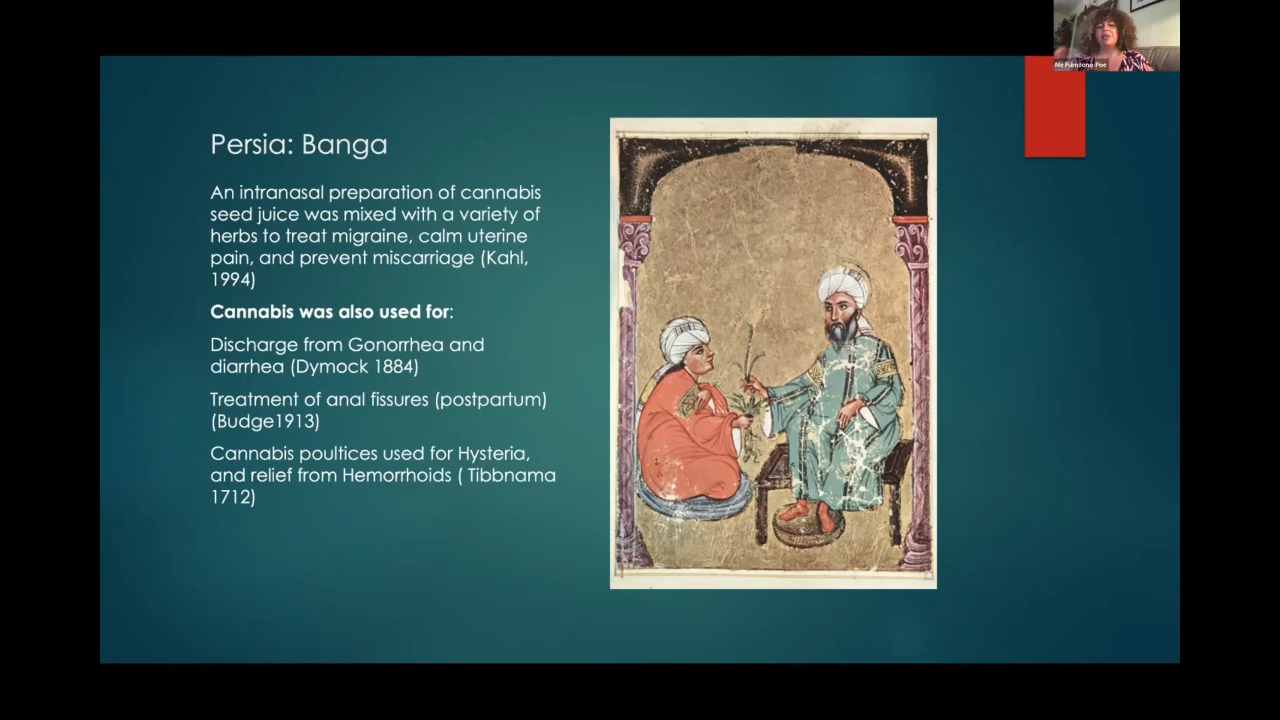 Persia: Banga
An intranasal preparation of cannabis
seed juice was mixed with a variety of
herbs to treat migraine, calm uterine
pain, and prevent miscarriage (Kahl,
1994)
Cannabis was also used for:
Discharge from Gonorrhea and
diarrhea (Dymock 1884)
Treatment of anal fissures (postpartum)
(Budge1913)
Cannabis poultices used for Hysteria,
and relief from Hemorrhoids ( Tibbnama
1712)